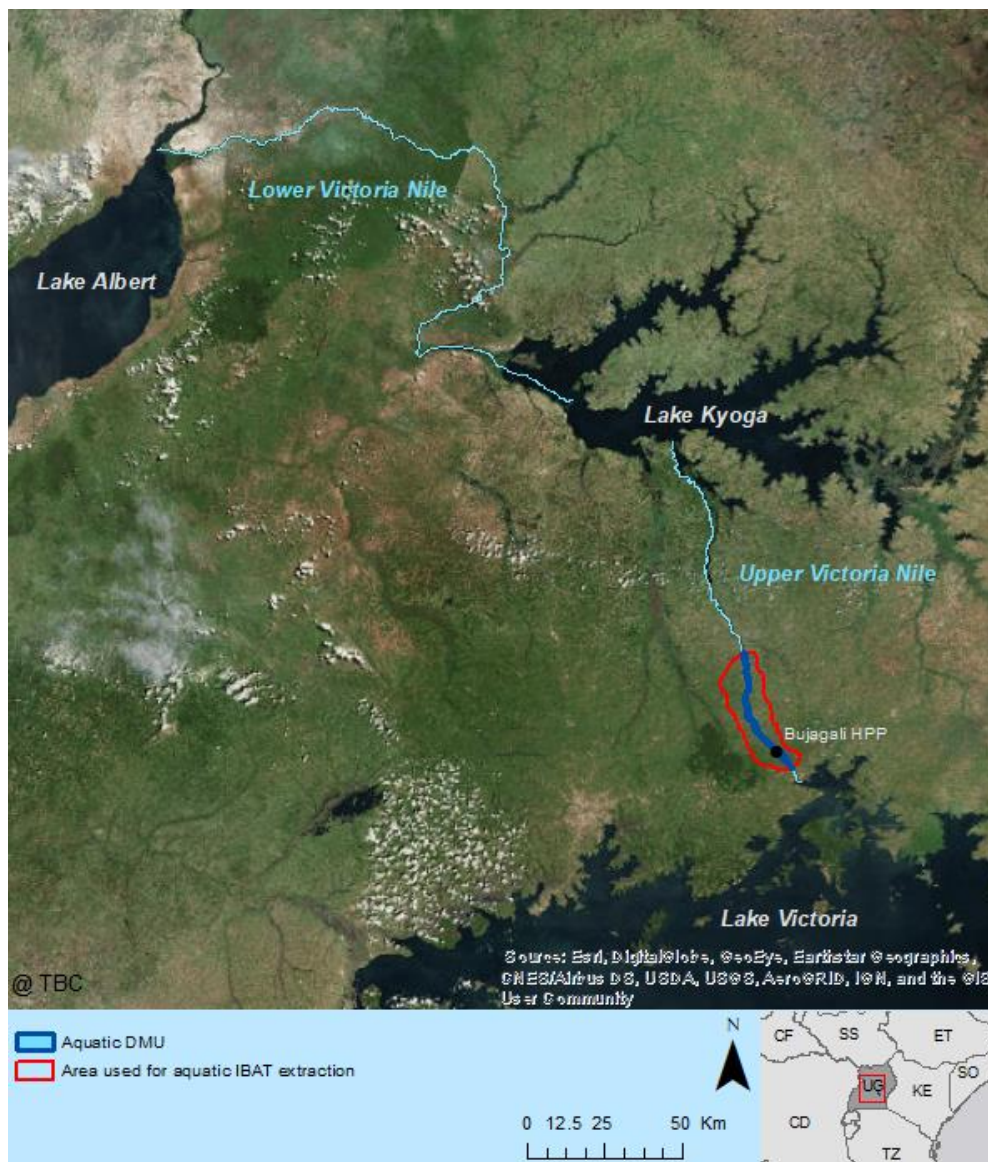 Lower Victoria Nile
Lake Albert
Lake Kyoga
Upper Victoria Nile
Bujagali HPP
Lake Victoria
@ TBC
Source: Esri, DigitalGlobe, GeoEye, Earthstar Geographics,
CNES/Airbus DS, USDA, USGS, AeroGRID, IGN, and the GIS
User Community
Aquatic DMU
Area used for aquatic IBAT extraction
N
0 12.5 25 50 Km
CF
SS
ET
UG
KE
SO
CD
TZ